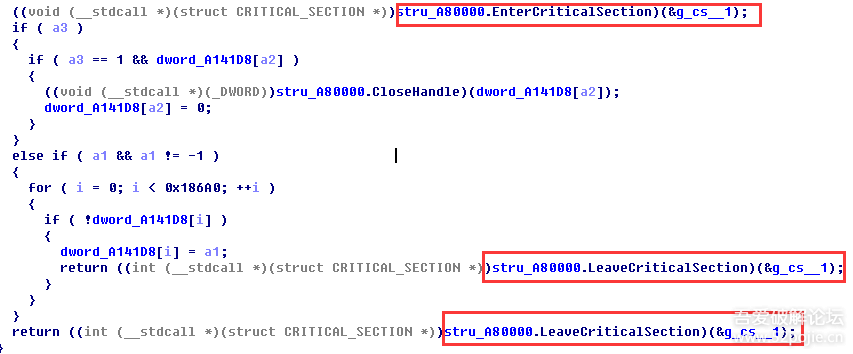 ((void (__stdcall *)(struct CRITICAL_SECTION *))stru_A80000.EnterCriticalSection)(&g_cs__1);
if ( a3 )
{
if ( a3 == 1 && dword_A141D8[a2] )
{
((void (__stdcall *)(_DWORD))stru_A80000.CloseHandle)(dword_A141D8[a2]);
dword_A141D8[a2] = 0;
}
}
else if ( a1 && a1 != -1 )
{
for ( i = 0; i < 0x186A0; ++i )
{
if ( !dword_A141D8[i] )
{
dword_A141D8[i] = a1;
return ((int (__stdcall *)(struct CRITICAL_SECTION *))stru_A80000.LeaveCriticalSection)(&g_cs__1);
}
}
}
return ((int (__stdcall *)(struct CRITICAL_SECTION *))stru_A80000.LeaveCriticalSection)(&g_cs__1);
}
吾爱破解论坛